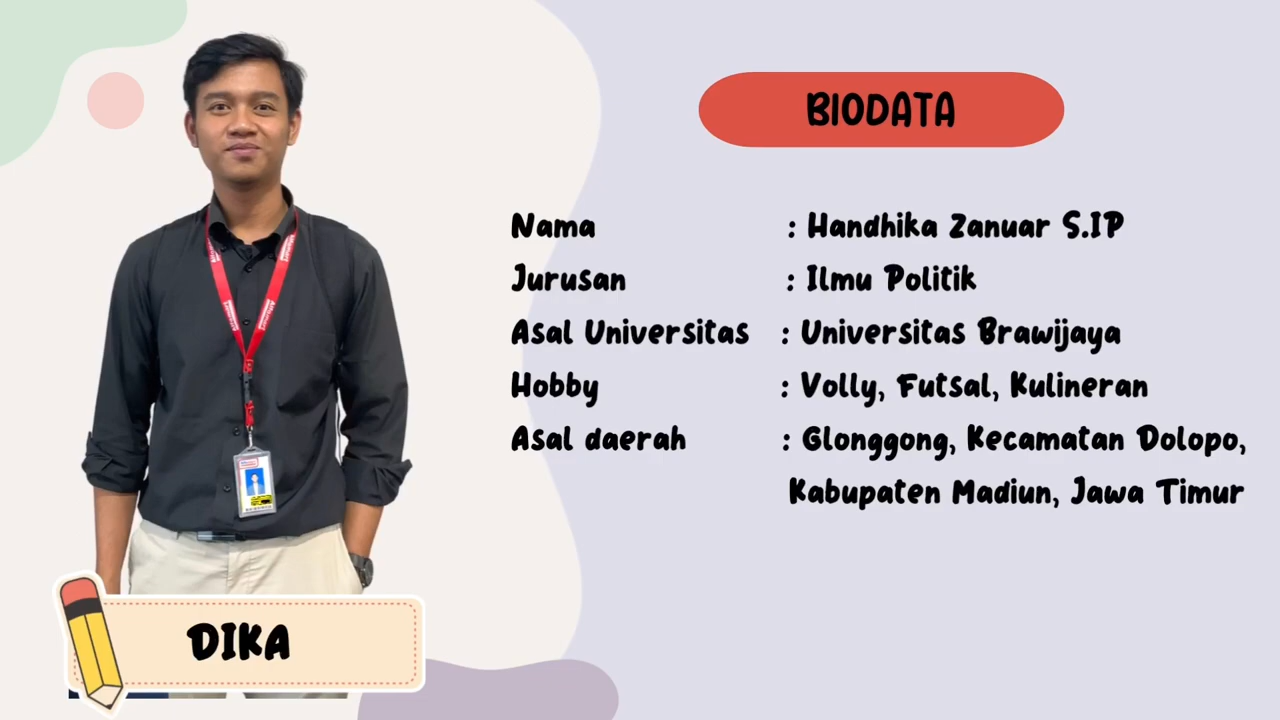 BIODATA
Nama : Handhika Zanuar S.IP
Jurusan : Ilmu Politik
Asal Universitas : Universitas Brawijaya
Hobby : Volly, Futsal, Kulineran
Asal daerah : Glonggong, Kecamatan Dolopo,
Kabupaten Madiun, Jawa Timur
DIKA